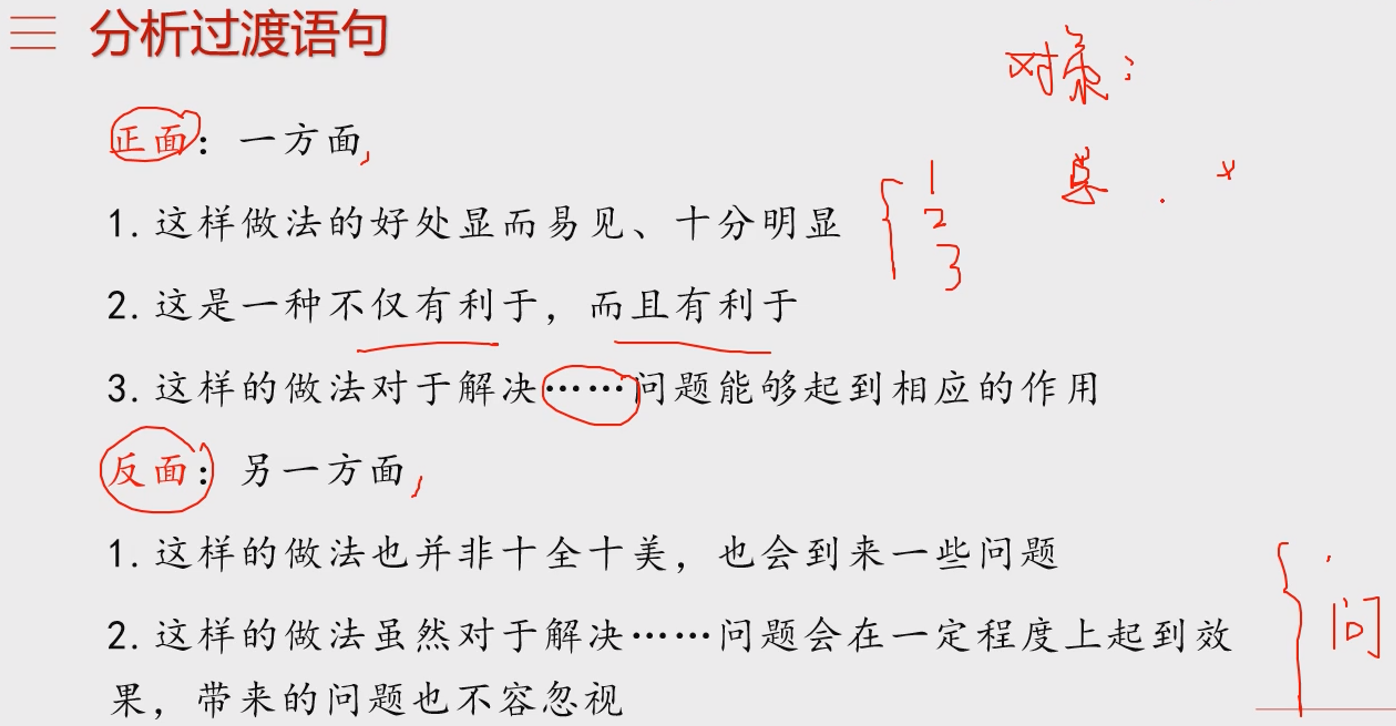 分析过渡语句
对象：
正面：一方面，
1.这样做法的好处显而易见、十分明显
1
2
3
2.这是一种不仅有利于，而且有利于
3.这样的做法对于解决……问题能够起到相应的作用
反面：另一方面，
1.这样的做法也并非十全十美，也会到来一些问题
2.这样的做法虽然对于解决……问题会在一定程度上起到效
果，带来的问题也不容忽视
问